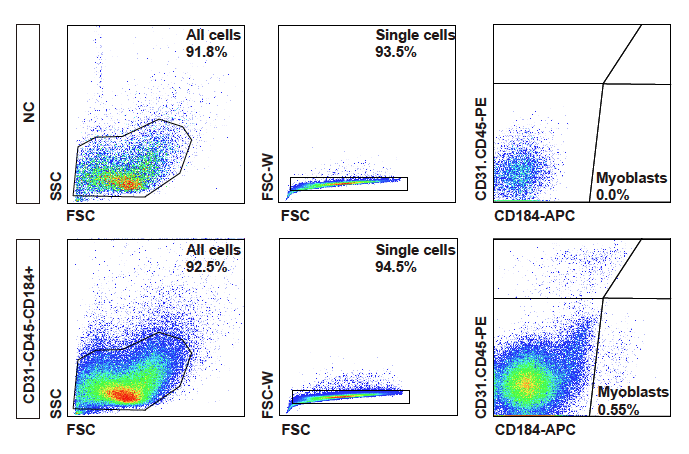 NC
All cells
91.8%
SSC
FSC
Single cells
93.5%
FSC-W
FSC
CD31.CD45-PE
Myoblasts
0.0%
CD184-APC
CD31-CD45-CD184+
All cells
92.5%
SSC
FSC
Single cells
94.5%
FSC-W
FSC
CD31.CD45-PE
Myoblasts
0.55%
CD184-APC